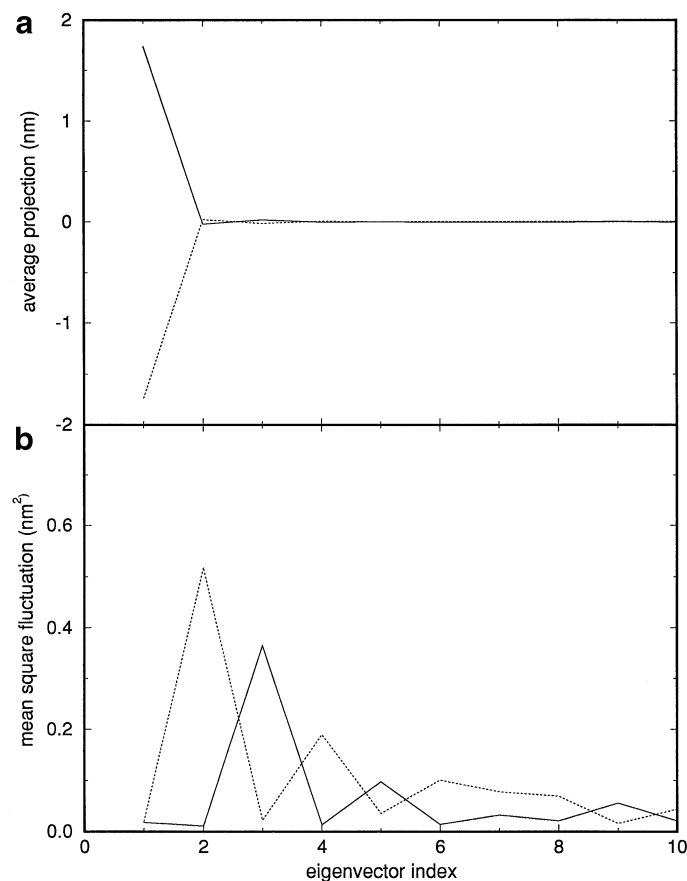 a
2
1
0
-1
-2
average projection (nm)
b
0.6
0.4
0.2
0.0
mean square fluctuation (nm²)
0 2 4 6 8 10
eigenvector index